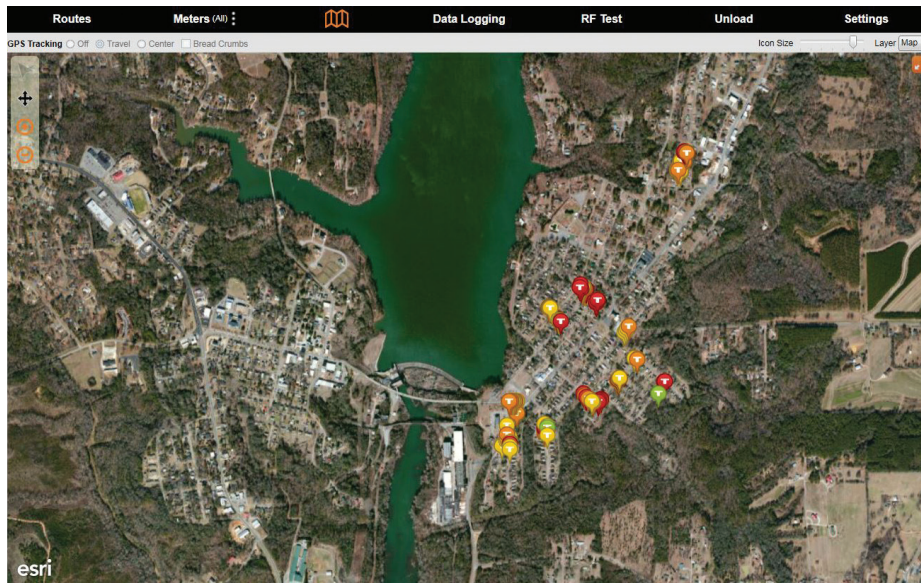 Routes Meters (All) Data Logging RF Test Unload Settings
GPS Tracking Off Travel Center Bread Crumbs Icon Size Layer Map
esri